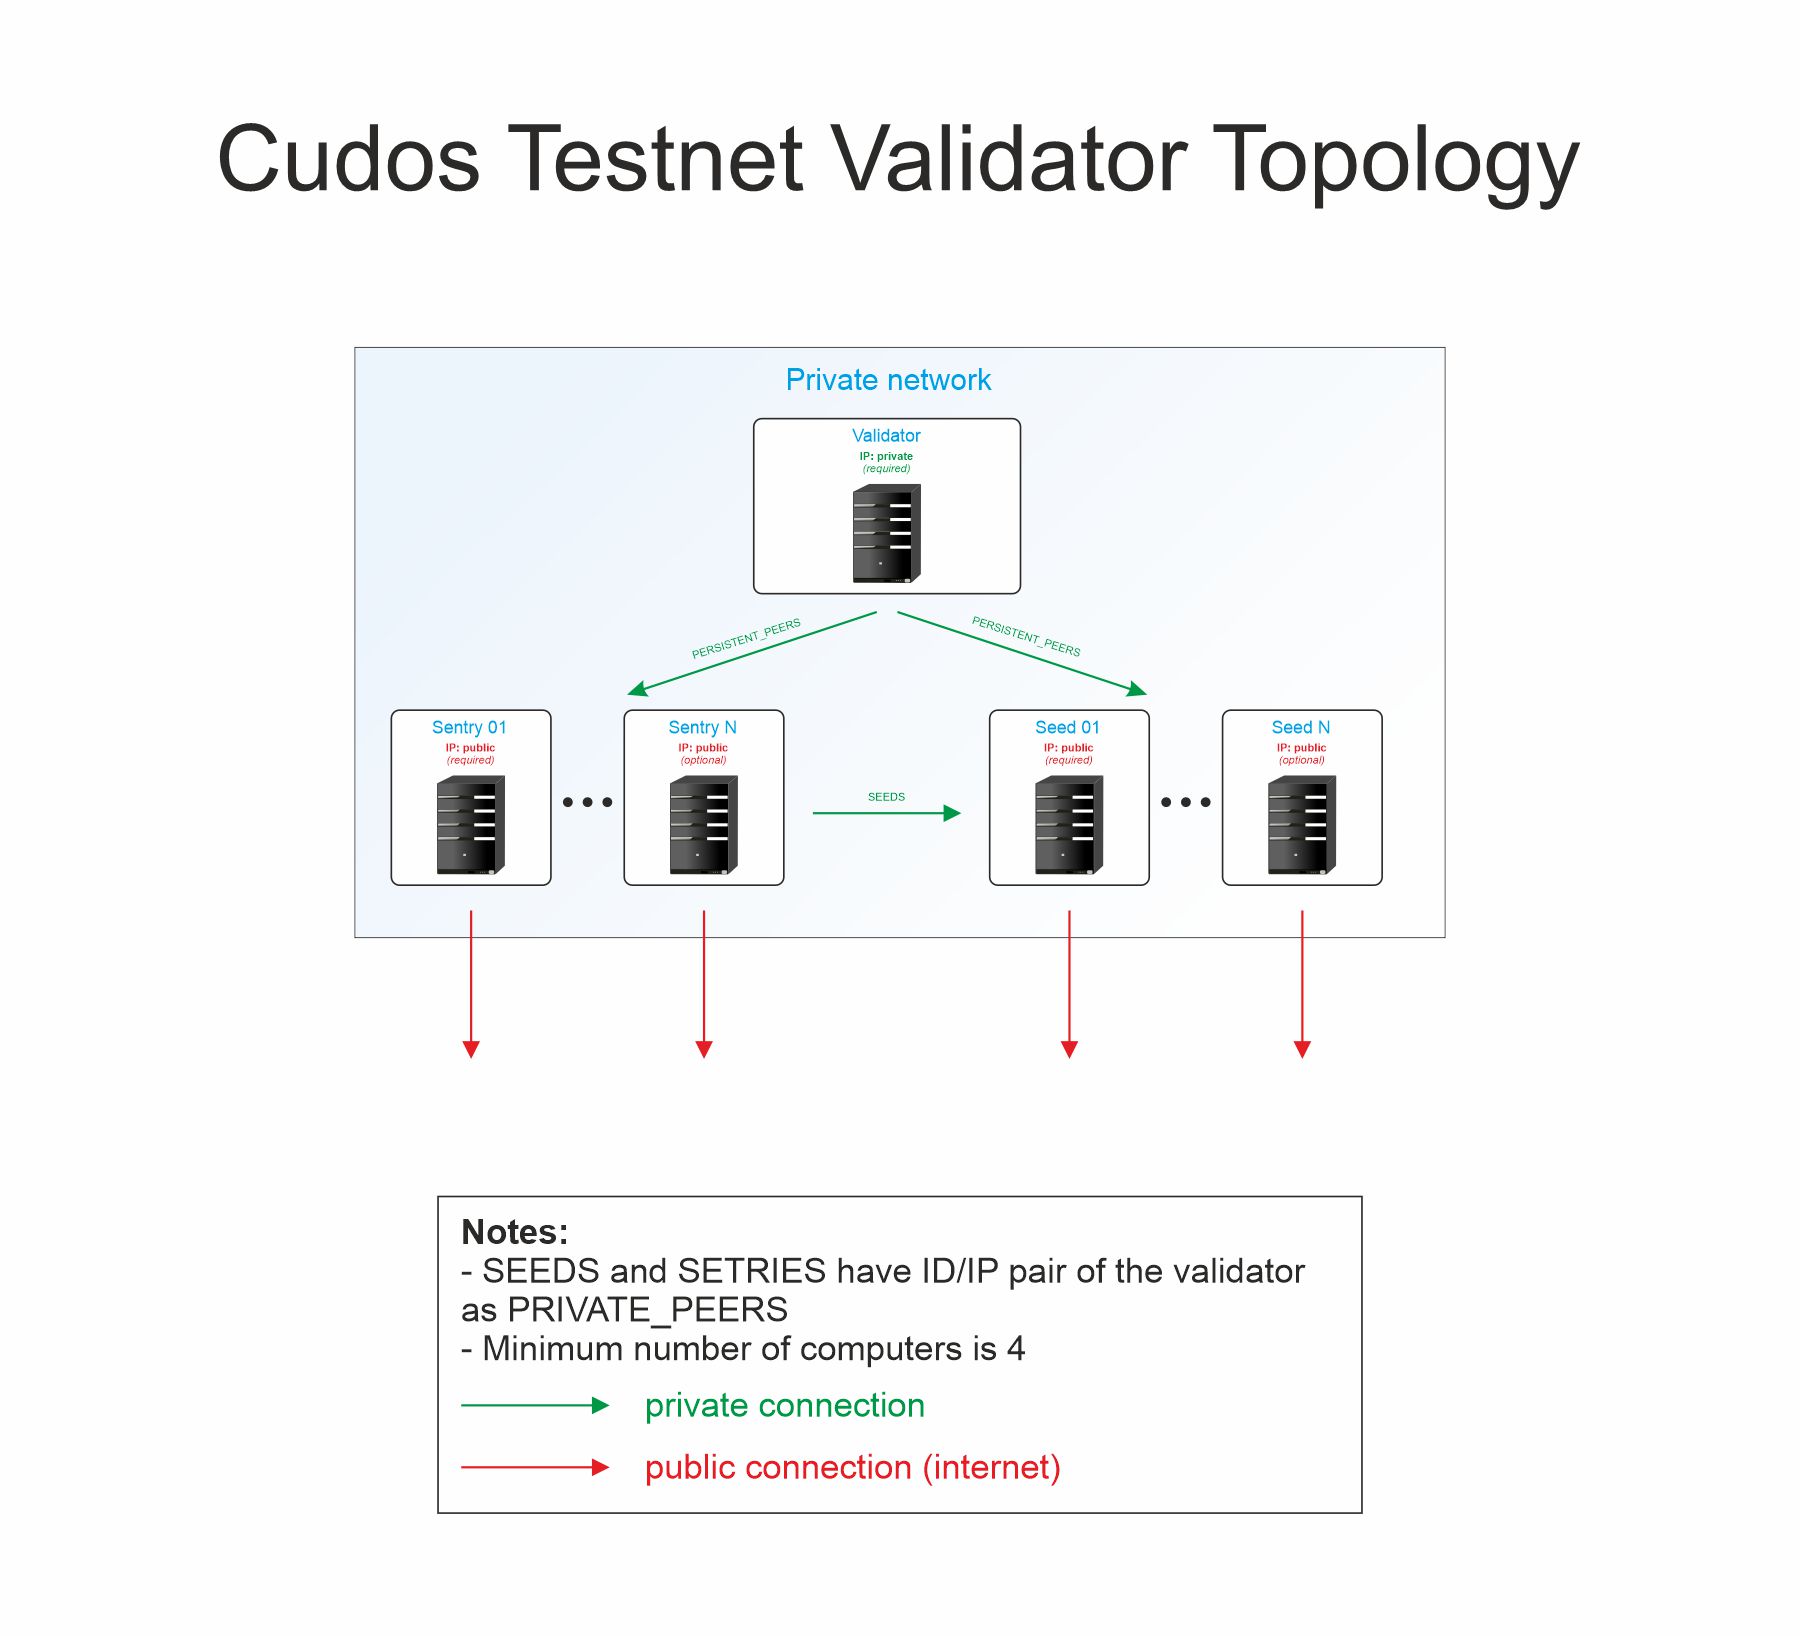 Cudos Testnet Validator Topology
Private network
Validator
IP: private
(required)
PERSISTENT_PEERS
PERSISTENT_PEERS
Sentry 01
IP: public
(required)
Sentry N
IP: public
(optional)
SEEDS
Seed 01
IP: public
(required)
Seed N
IP: public
(optional)
Notes:
- SEEDS and SETRIES have ID/IP pair of the validator
as PRIVATE_PEERS
- Minimum number of computers is 4
private connection
public connection (internet)